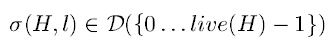 σ(H, l) ∈ 𝒟({0 … live(H) − 1})